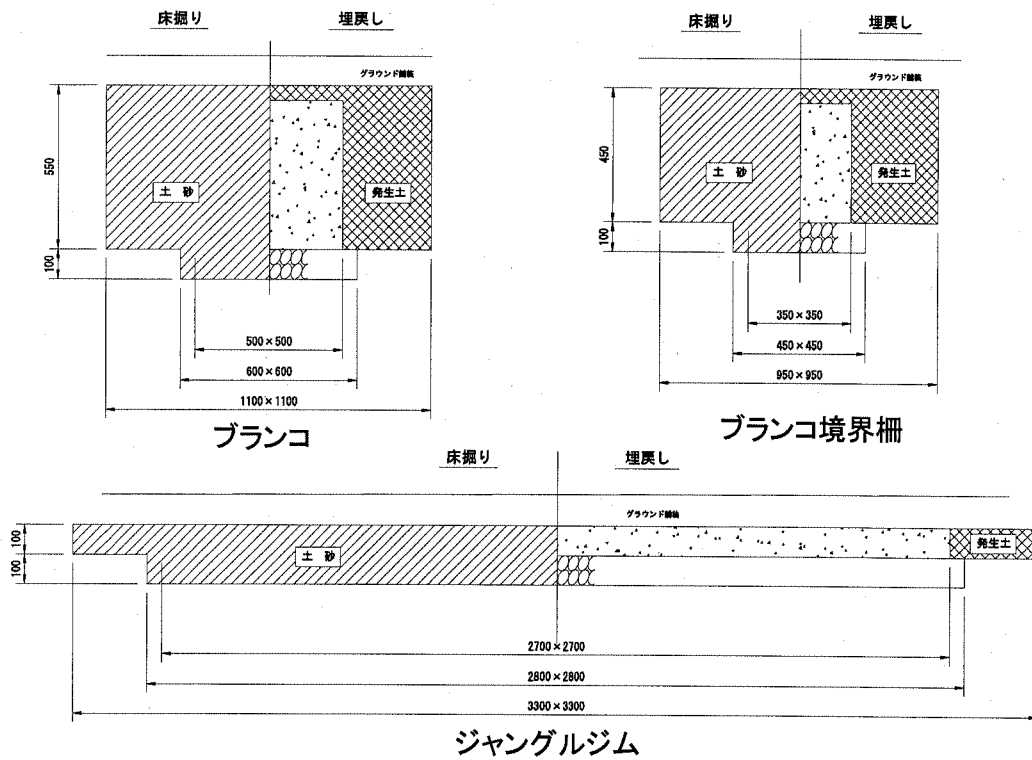 床掘り
埋戻し
グラウンド舗装
550
100
土 砂
発生土
500×500
600×600
1100×1100
ブランコ
床掘り
埋戻し
グラウンド舗装
450
100
土 砂
発生土
350×350
450×450
950×950
ブランコ境界柵
床掘り
埋戻し
グラウンド舗装
100
100
土 砂
発生土
2700×2700
2800×2800
3300×3300
ジャングルジム